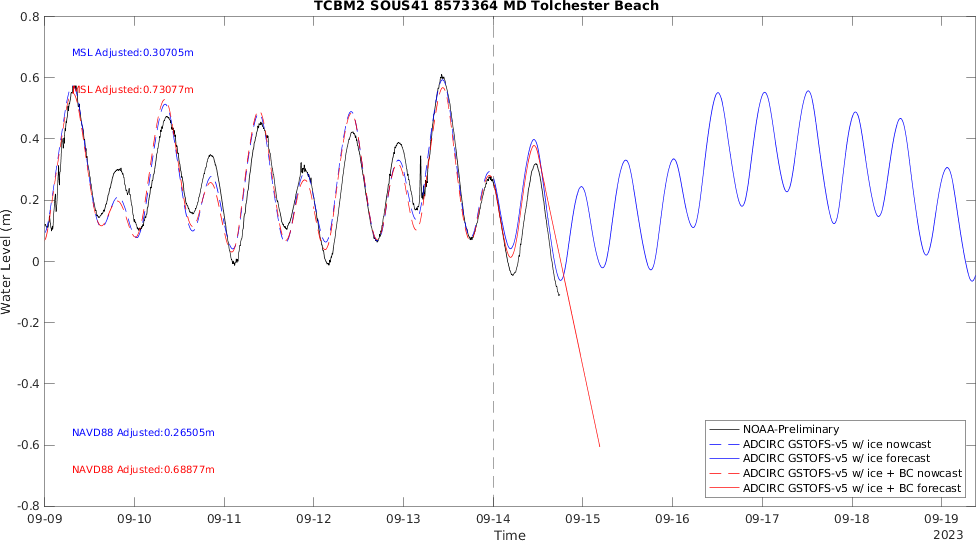 TCBM2 SOUS41 8573364 MD Tolchester Beach
0.8
0.6
0.4
0.2
0
-0.2
-0.4
-0.6
-0.8
Water Level (m)
MSL Adjusted:0.30705m
MSL Adjusted:0.73077m
NAVD88 Adjusted:0.26505m
NAVD88 Adjusted:0.68877m
NOAA-Preliminary
ADCIRC GSTOFS-v5 w/ ice nowcast
ADCIRC GSTOFS-v5 w/ ice forecast
ADCIRC GSTOFS-v5 w/ ice + BC nowcast
ADCIRC GSTOFS-v5 w/ ice + BC forecast
09-09 09-10 09-11 09-12 09-13 09-14 09-15 09-16 09-17 09-18 09-19
Time
2023